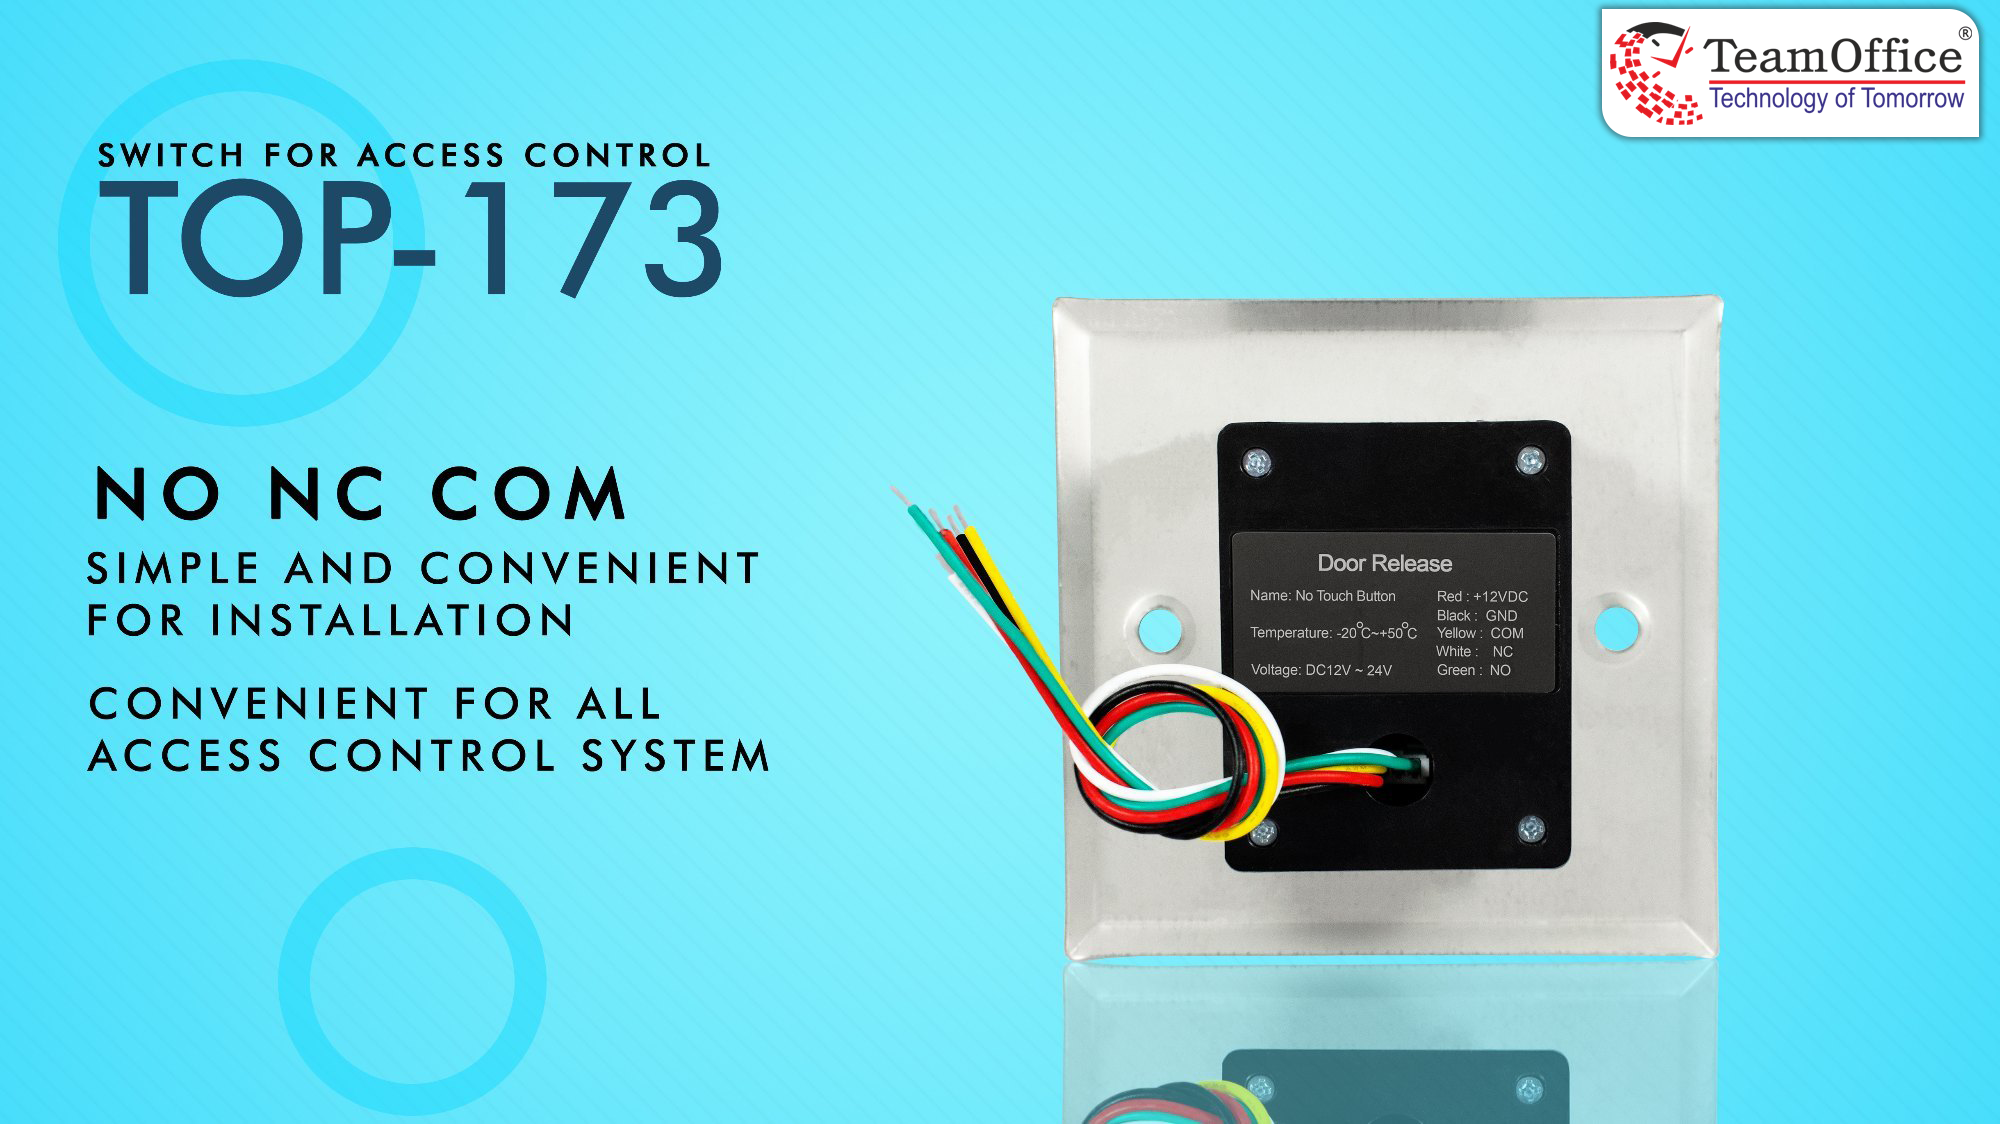 TeamOffice®
Technology of Tomorrow
SWITCH FOR ACCESS CONTROL
TOP-173
NO NC COM
SIMPLE AND CONVENIENT
FOR INSTALLATION
CONVENIENT FOR ALL
ACCESS CONTROL SYSTEM
Door Release
Name: No Touch Button
Temperature: -20°C~+50°C
Voltage: DC12V ~ 24V
Red : +12VDC
Black : GND
Yellow : COM
White : NC
Green : NO